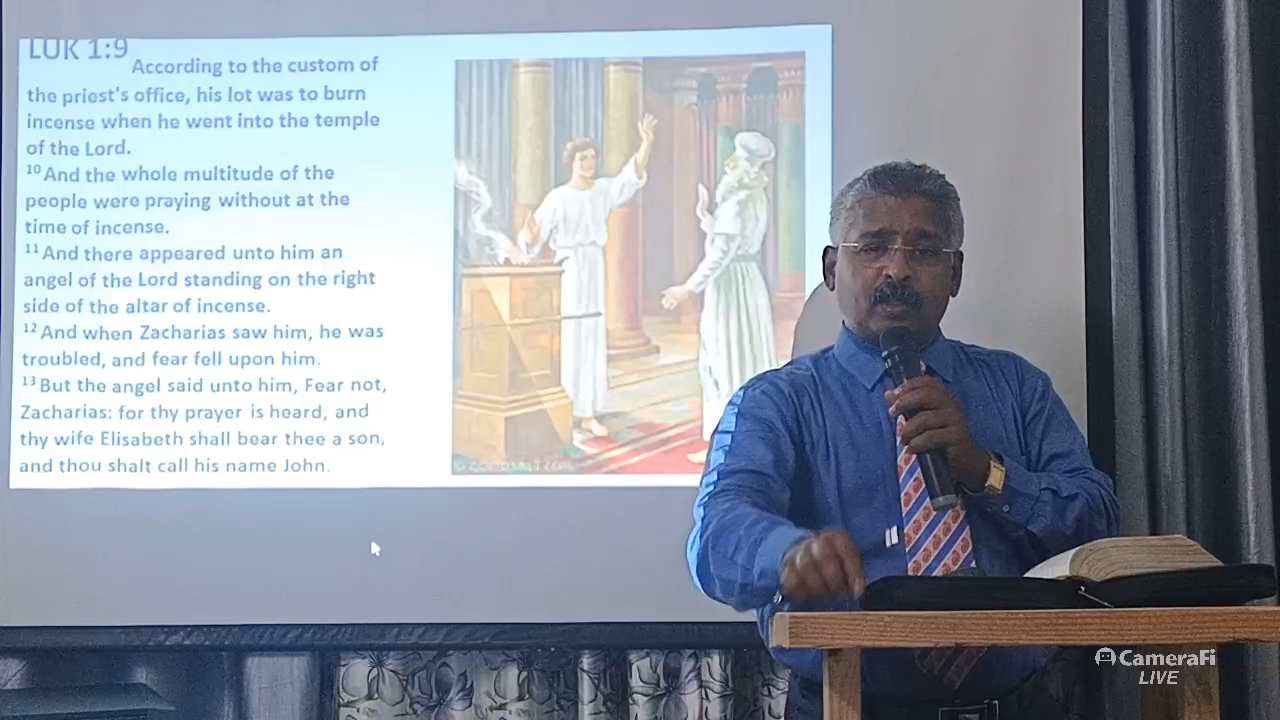 LUK 1:9
According to the custom of
the priest's office, his lot was to burn
incense when he went into the temple
of the Lord.
10 And the whole multitude of the
people were praying without at the
time of incense.
11 And there appeared unto him an
angel of the Lord standing on the right
side of the altar of incense.
12 And when Zacharias saw him, he was
troubled, and fear fell upon him.
13 But the angel said unto him, Fear not,
Zacharias: for thy prayer is heard; and
thy wife Elisabeth shall bear thee a son,
and thou shalt call his name John.
CameraFi
LIVE